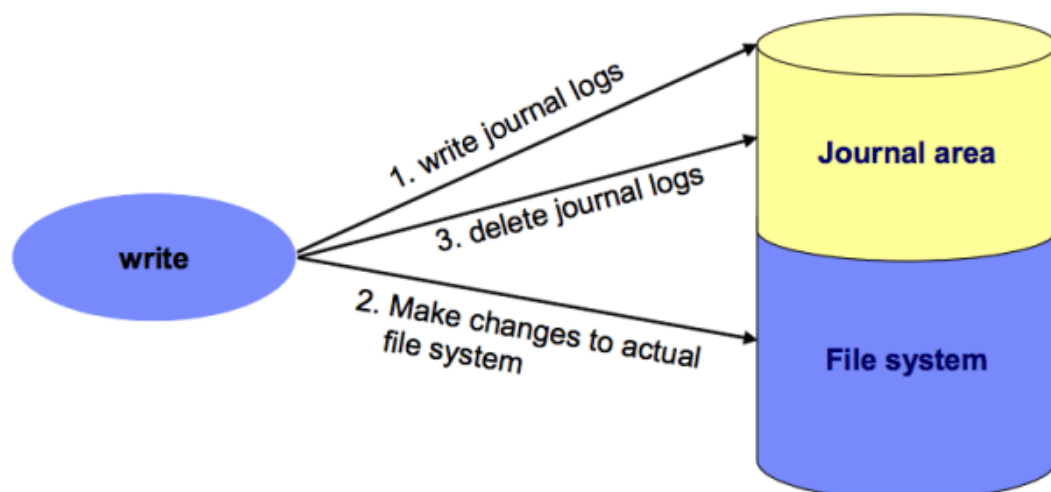 1. write journal logs
Journal area
3. delete journal logs
write
2. Make changes to actual
file system
File system